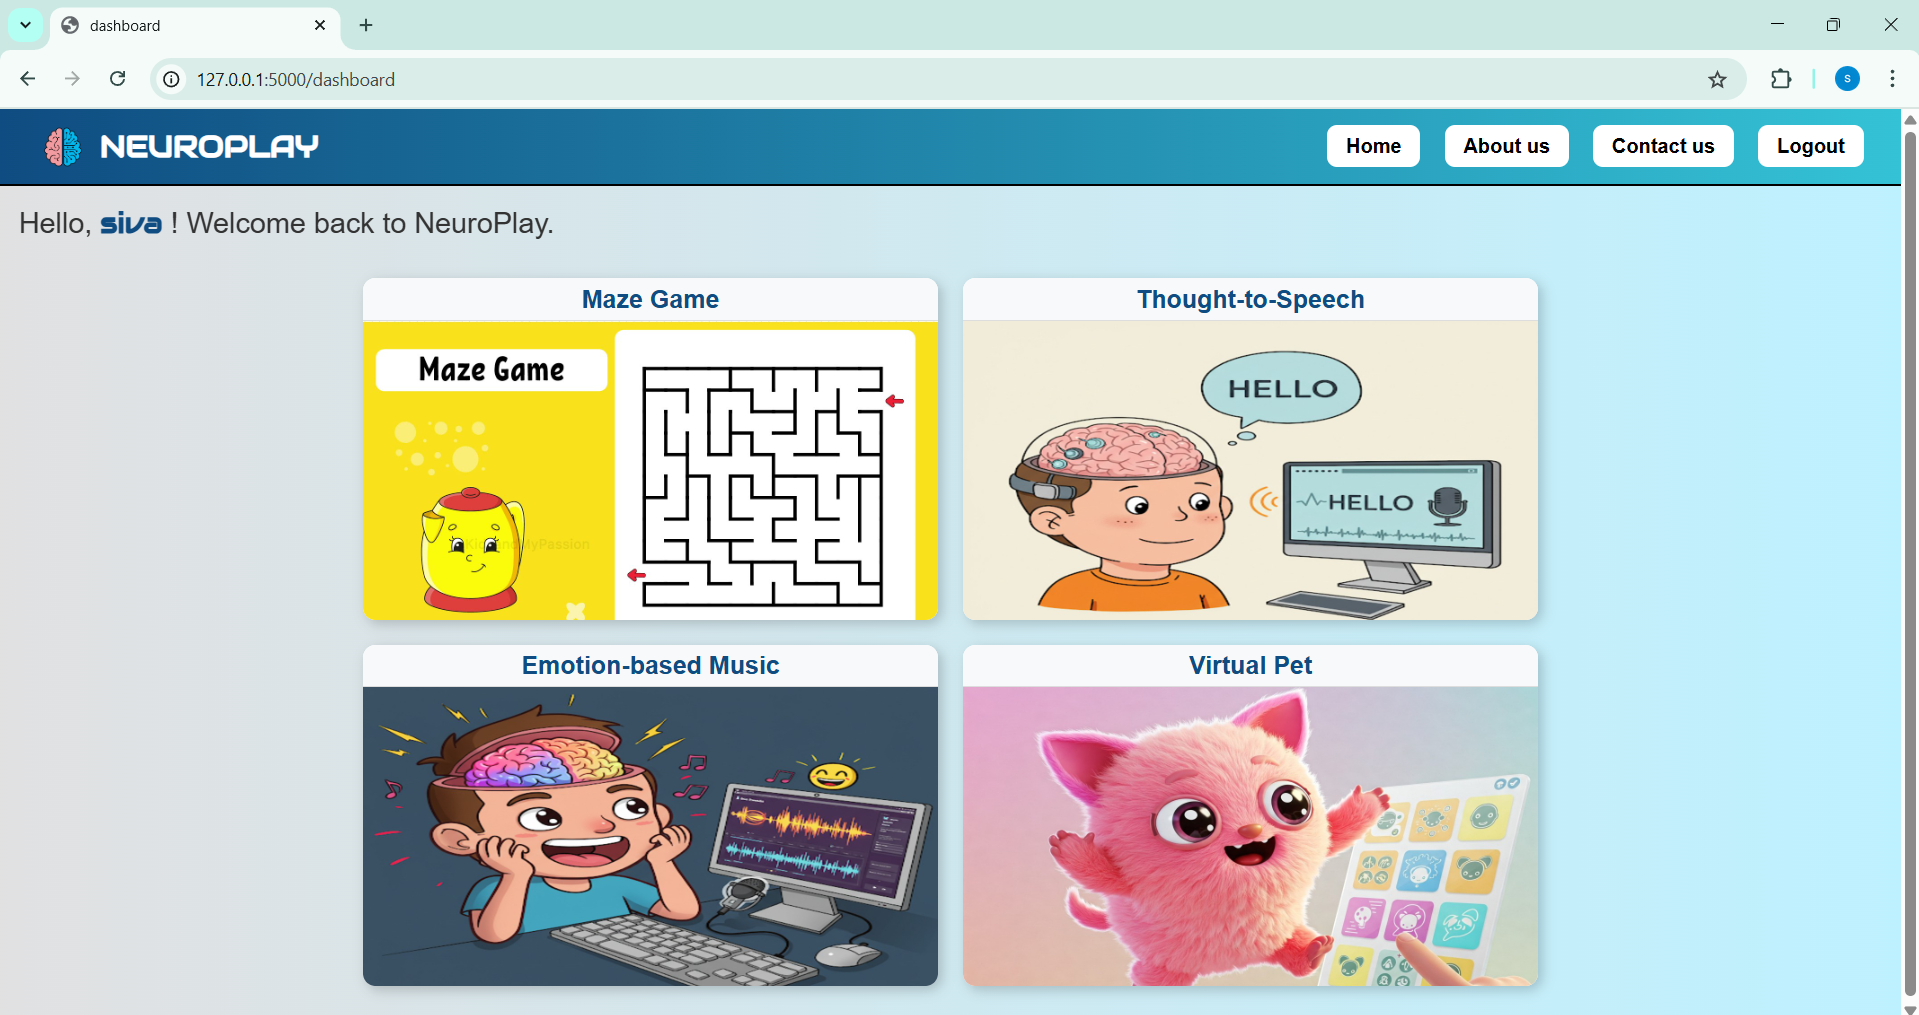 dashboard
127.0.0.1:5000/dashboard
S
NEUROPLAY
Home
About us
Contact us
Logout
Hello, siva ! Welcome back to NeuroPlay.
Maze Game
Thought-to-Speech
Maze Game
HELLO
HELLO
Emotion-based Music
Virtual Pet